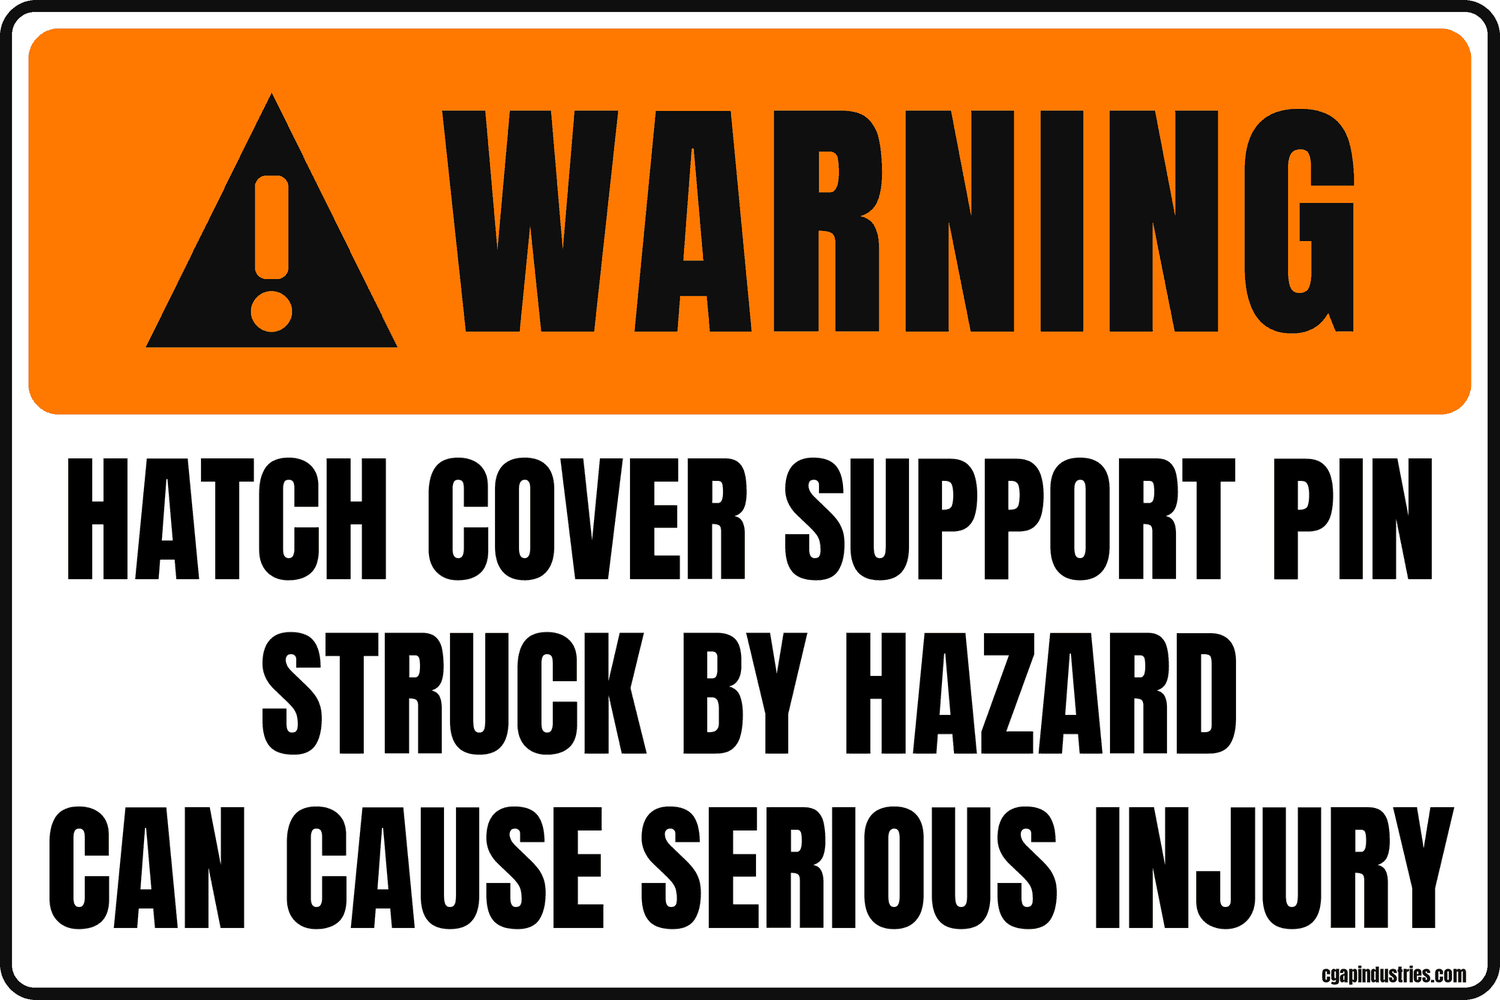 WARNING
HATCH COVER SUPPORT PIN
STRUCK BY HAZARD
CAN CAUSE SERIOUS INJURY
cgapindustries.com